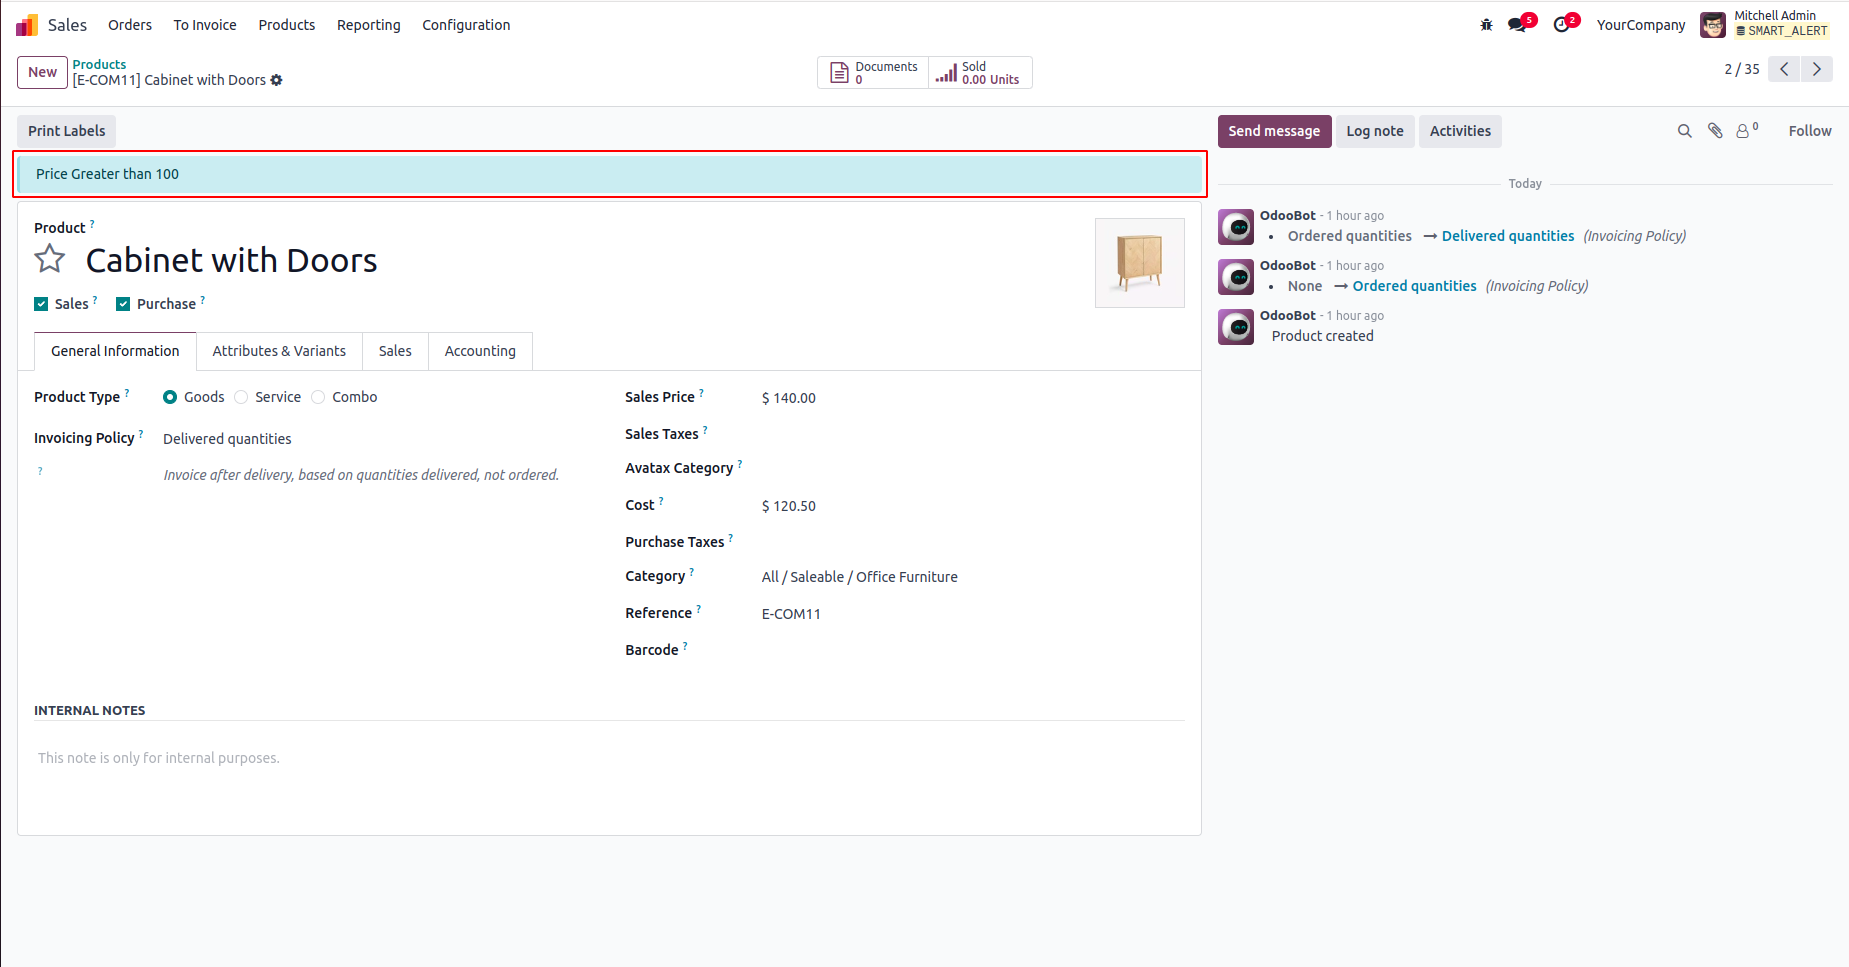 Sales Orders To Invoice Products Reporting Configuration 5 2 YourCompany Mitchell Admin
SMART_ALERT
New Products
[E-COM11] Cabinet with Doors
Documents
0
Sold
0.00 Units
2 / 35
Print Labels
Send message Log note Activities 0 Follow
Price Greater than 100
Product ?
Cabinet with Doors
Sales ? Purchase ?
General Information Attributes & Variants Sales Accounting
Product Type ? Goods Service Combo
Invoicing Policy ? Delivered quantities
? Invoice after delivery, based on quantities delivered, not ordered.
Sales Price ? $ 140.00
Sales Taxes ?
Avatax Category ?
Cost ? $ 120.50
Purchase Taxes ?
Category ? All / Saleable / Office Furniture
Reference ? E-COM11
Barcode ?
INTERNAL NOTES
This note is only for internal purposes.
Today
OdooBot - 1 hour ago
• Ordered quantities → Delivered quantities (Invoicing Policy)
OdooBot - 1 hour ago
• None → Ordered quantities (Invoicing Policy)
OdooBot - 1 hour ago
Product created